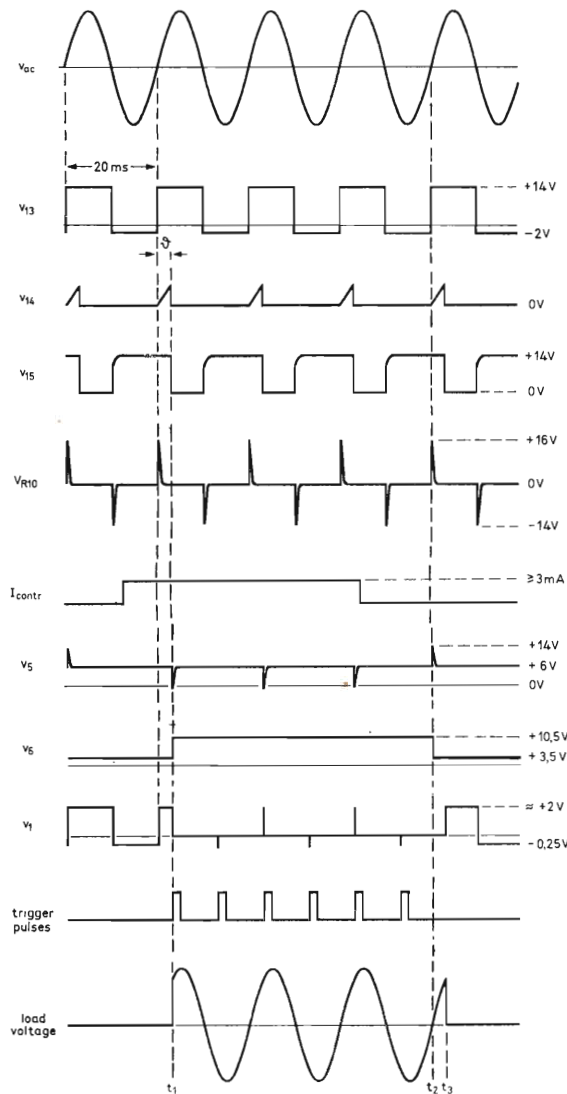 vac
20 ms
v13
+14V
-2V
ϑ
v14
0V
v15
+14V
0V
VR10
+16V
0V
-14V
Icontr
≥3mA
v5
+14V
+6V
0V
v6
+10,5V
+3,5V
v1
≈ +2V
-0,25V
trigger
pulses
load
voltage
t1
t2 t3